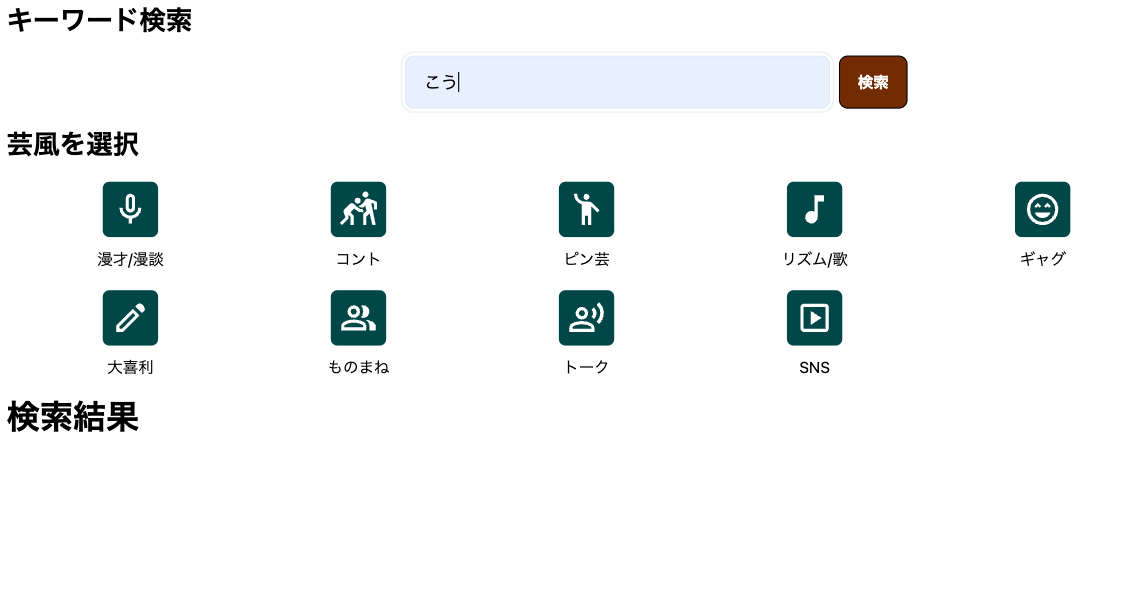 キーワード検索
こう
検索
芸風を選択
漫才/漫談
コント
ピン芸
リズム/歌
ギャグ
大喜利
ものまね
トーク
SNS
検索結果